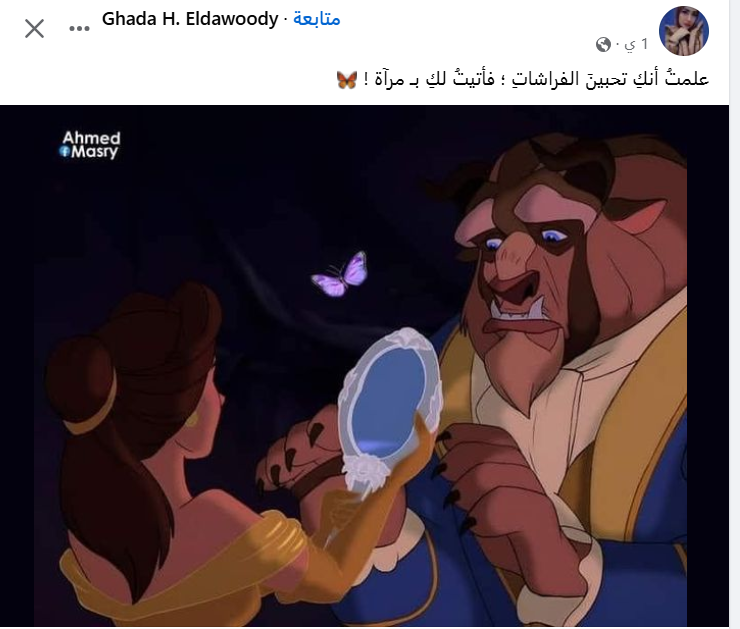 Ghada H. Eldawoody · متابعة
1 ي ·
علمتُ أنكِ تحبينَ الفراشاتِ ؛ فأتيتُ لكِ بـ مرآة ! 🦋
Ahmed
Masry